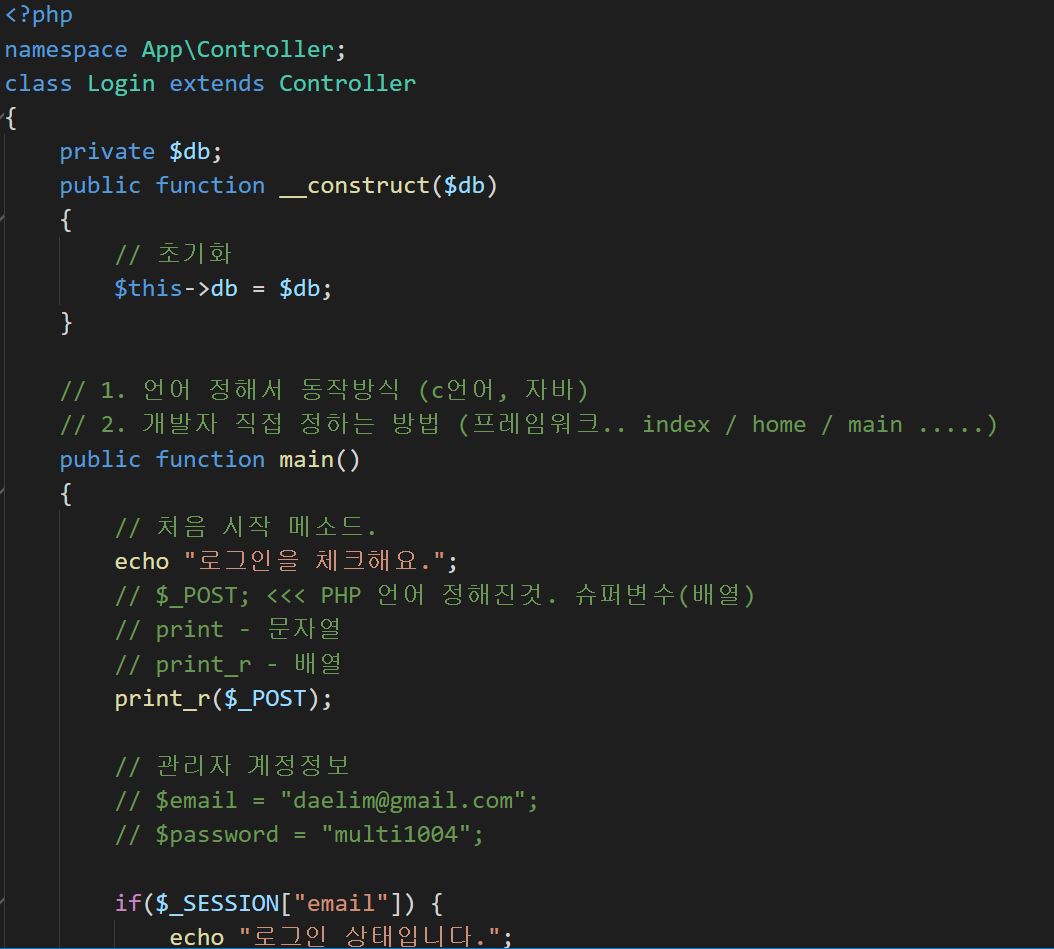 <?php
namespace App\Controller;
class Login extends Controller
{
    private $db;
    public function __construct($db)
    {
        // 초기화
        $this->db = $db;
    }

    // 1. 언어 정해서 동작방식 (c언어, 자바)
    // 2. 개발자 직접 정하는 방법 (프레임워크.. index / home / main .....)
    public function main()
    {
        // 처음 시작 메소드.
        echo "로그인을 체크해요.";
        // $_POST; <<< PHP 언어 정해진것. 슈퍼변수(배열)
        // print - 문자열
        // print_r - 배열
        print_r($_POST);

        // 관리자 계정정보
        // $email = "daelim@gmail.com";
        // $password = "multi1004";

        if($_SESSION["email"]) {
            echo "로그인 상태입니다.";